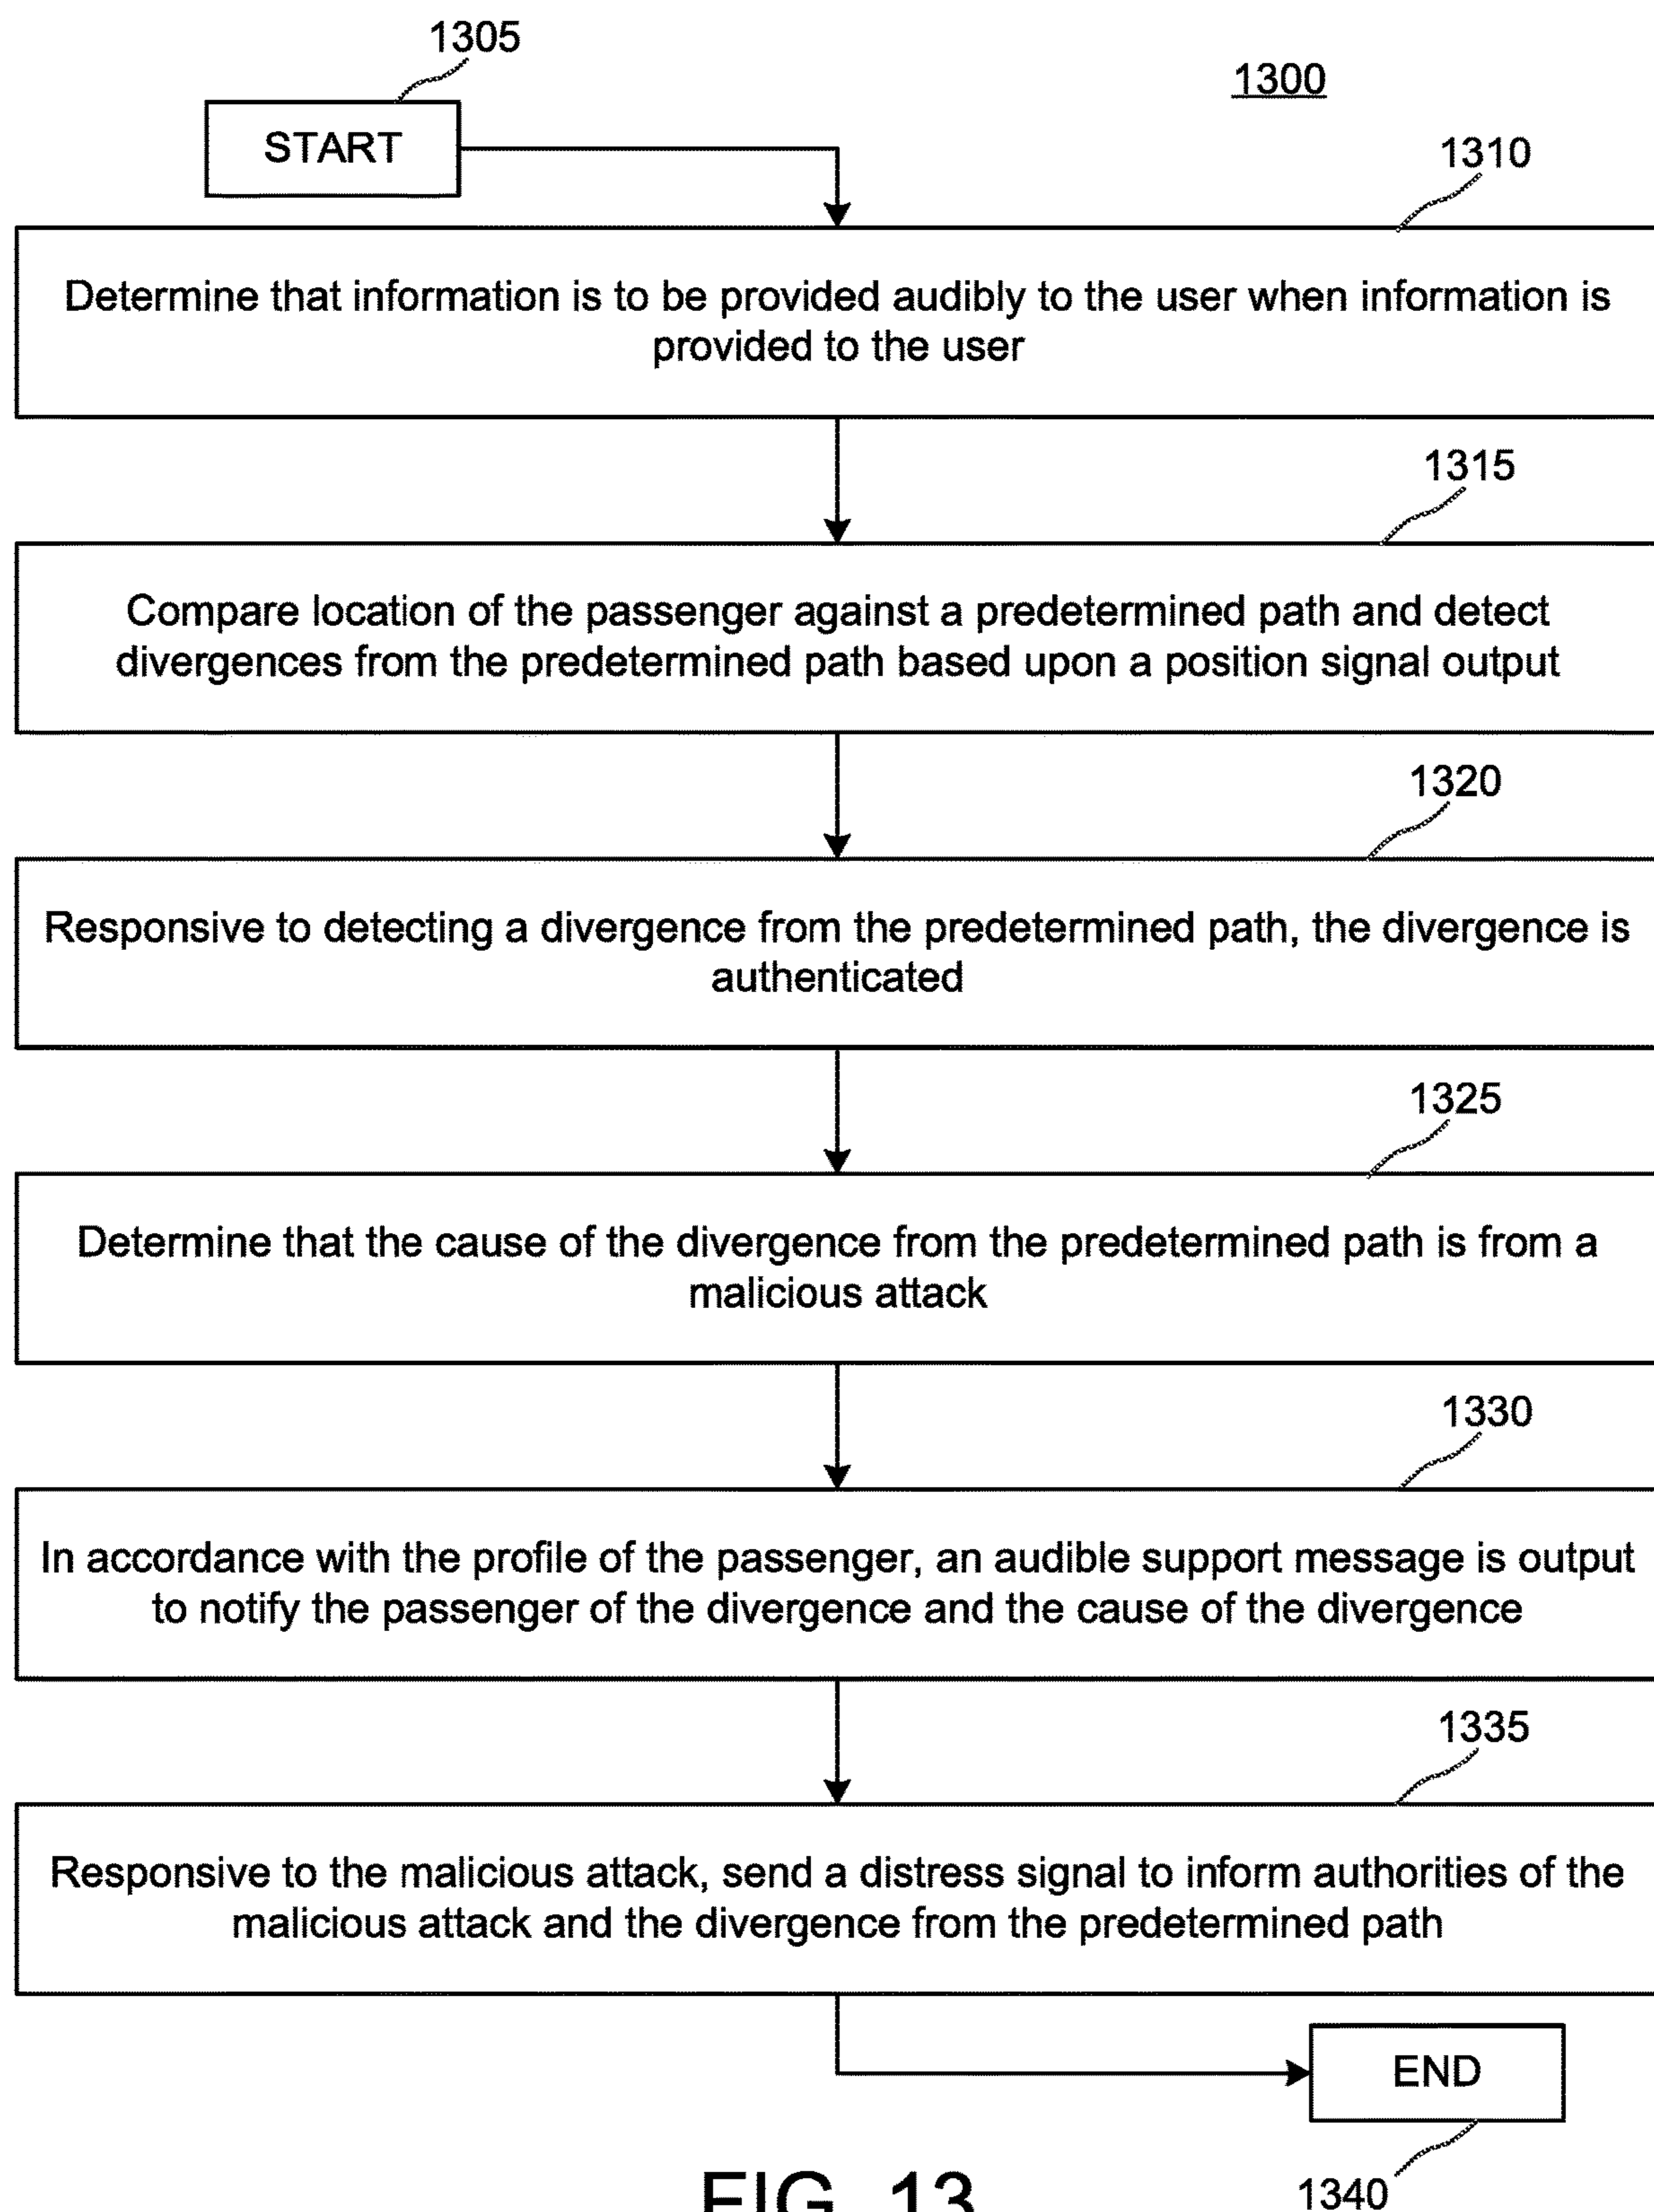 1305
1300
START
1310
Determine that information is to be provided audibly to the user when information is
provided to the user
1315
Compare location of the passenger against a predetermined path and detect
divergences from the predetermined path based upon a position signal output
1320
Responsive to detecting a divergence from the predetermined path, the divergence is
authenticated
1325
Determine that the cause of the divergence from the predetermined path is from a
malicious attack
1330
In accordance with the profile of the passenger, an audible support message is output
to notify the passenger of the divergence and the cause of the divergence
1335
Responsive to the malicious attack, send a distress signal to inform authorities of the
malicious attack and the divergence from the predetermined path
END
1340
FIG. 13